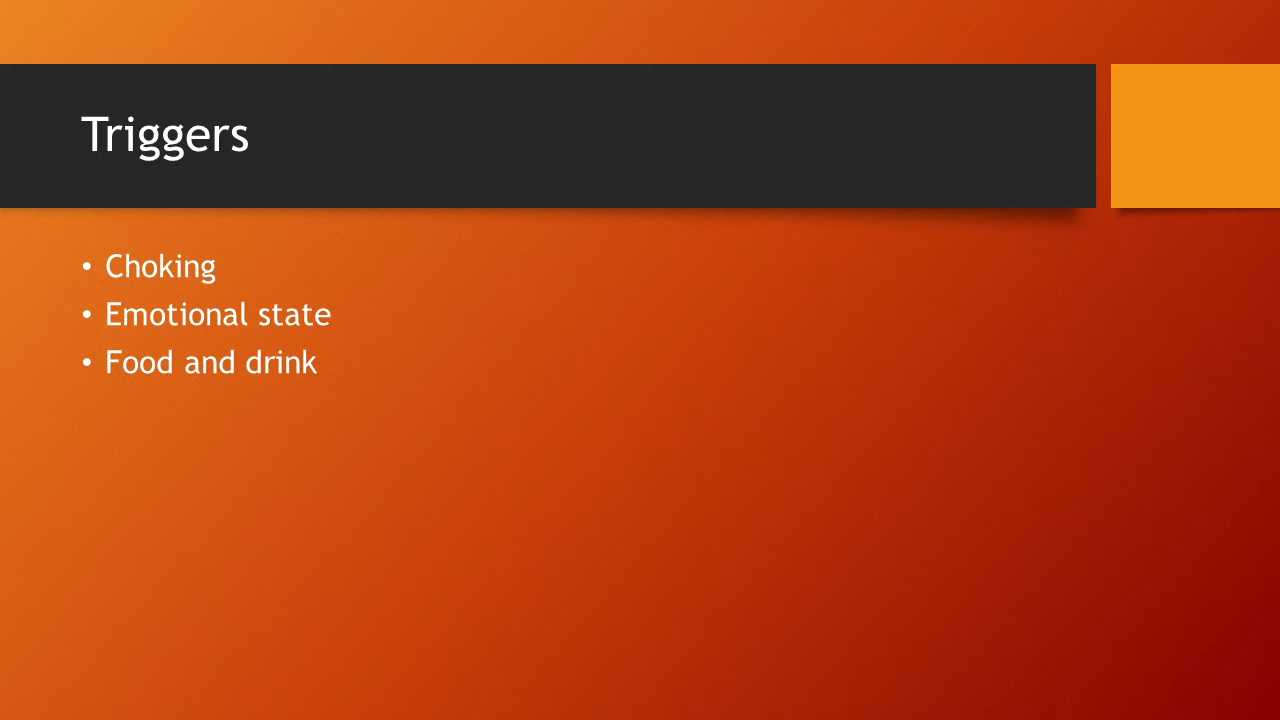 Triggers
• Choking
• Emotional state
• Food and drink